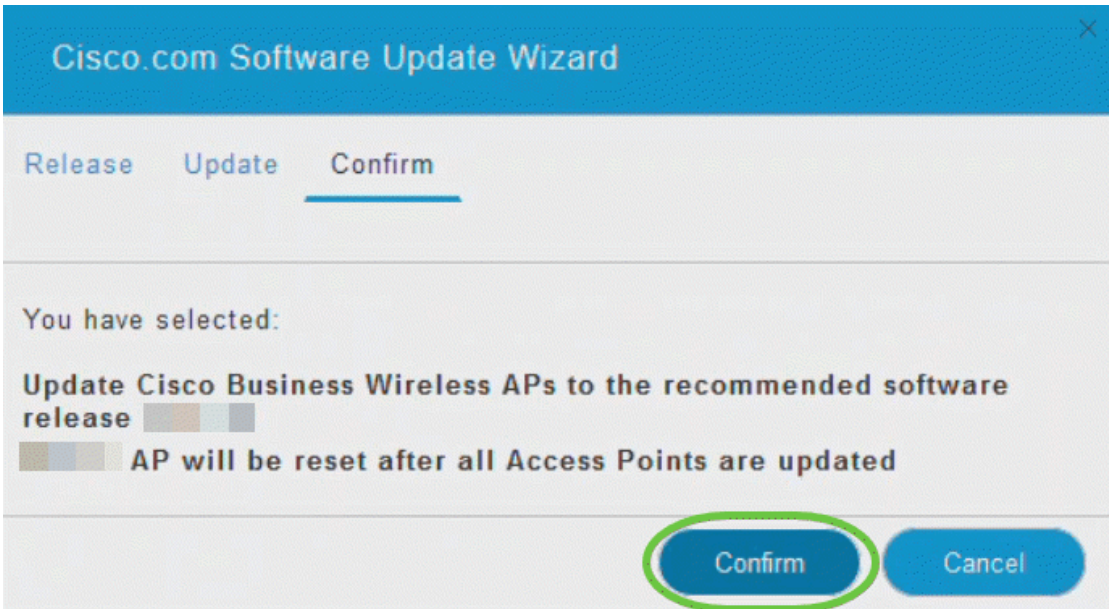 Cisco.com Software Update Wizard
Release Update Confirm
You have selected:
Update Cisco Business Wireless APs to the recommended software
release
AP will be reset after all Access Points are updated
Confirm Cancel